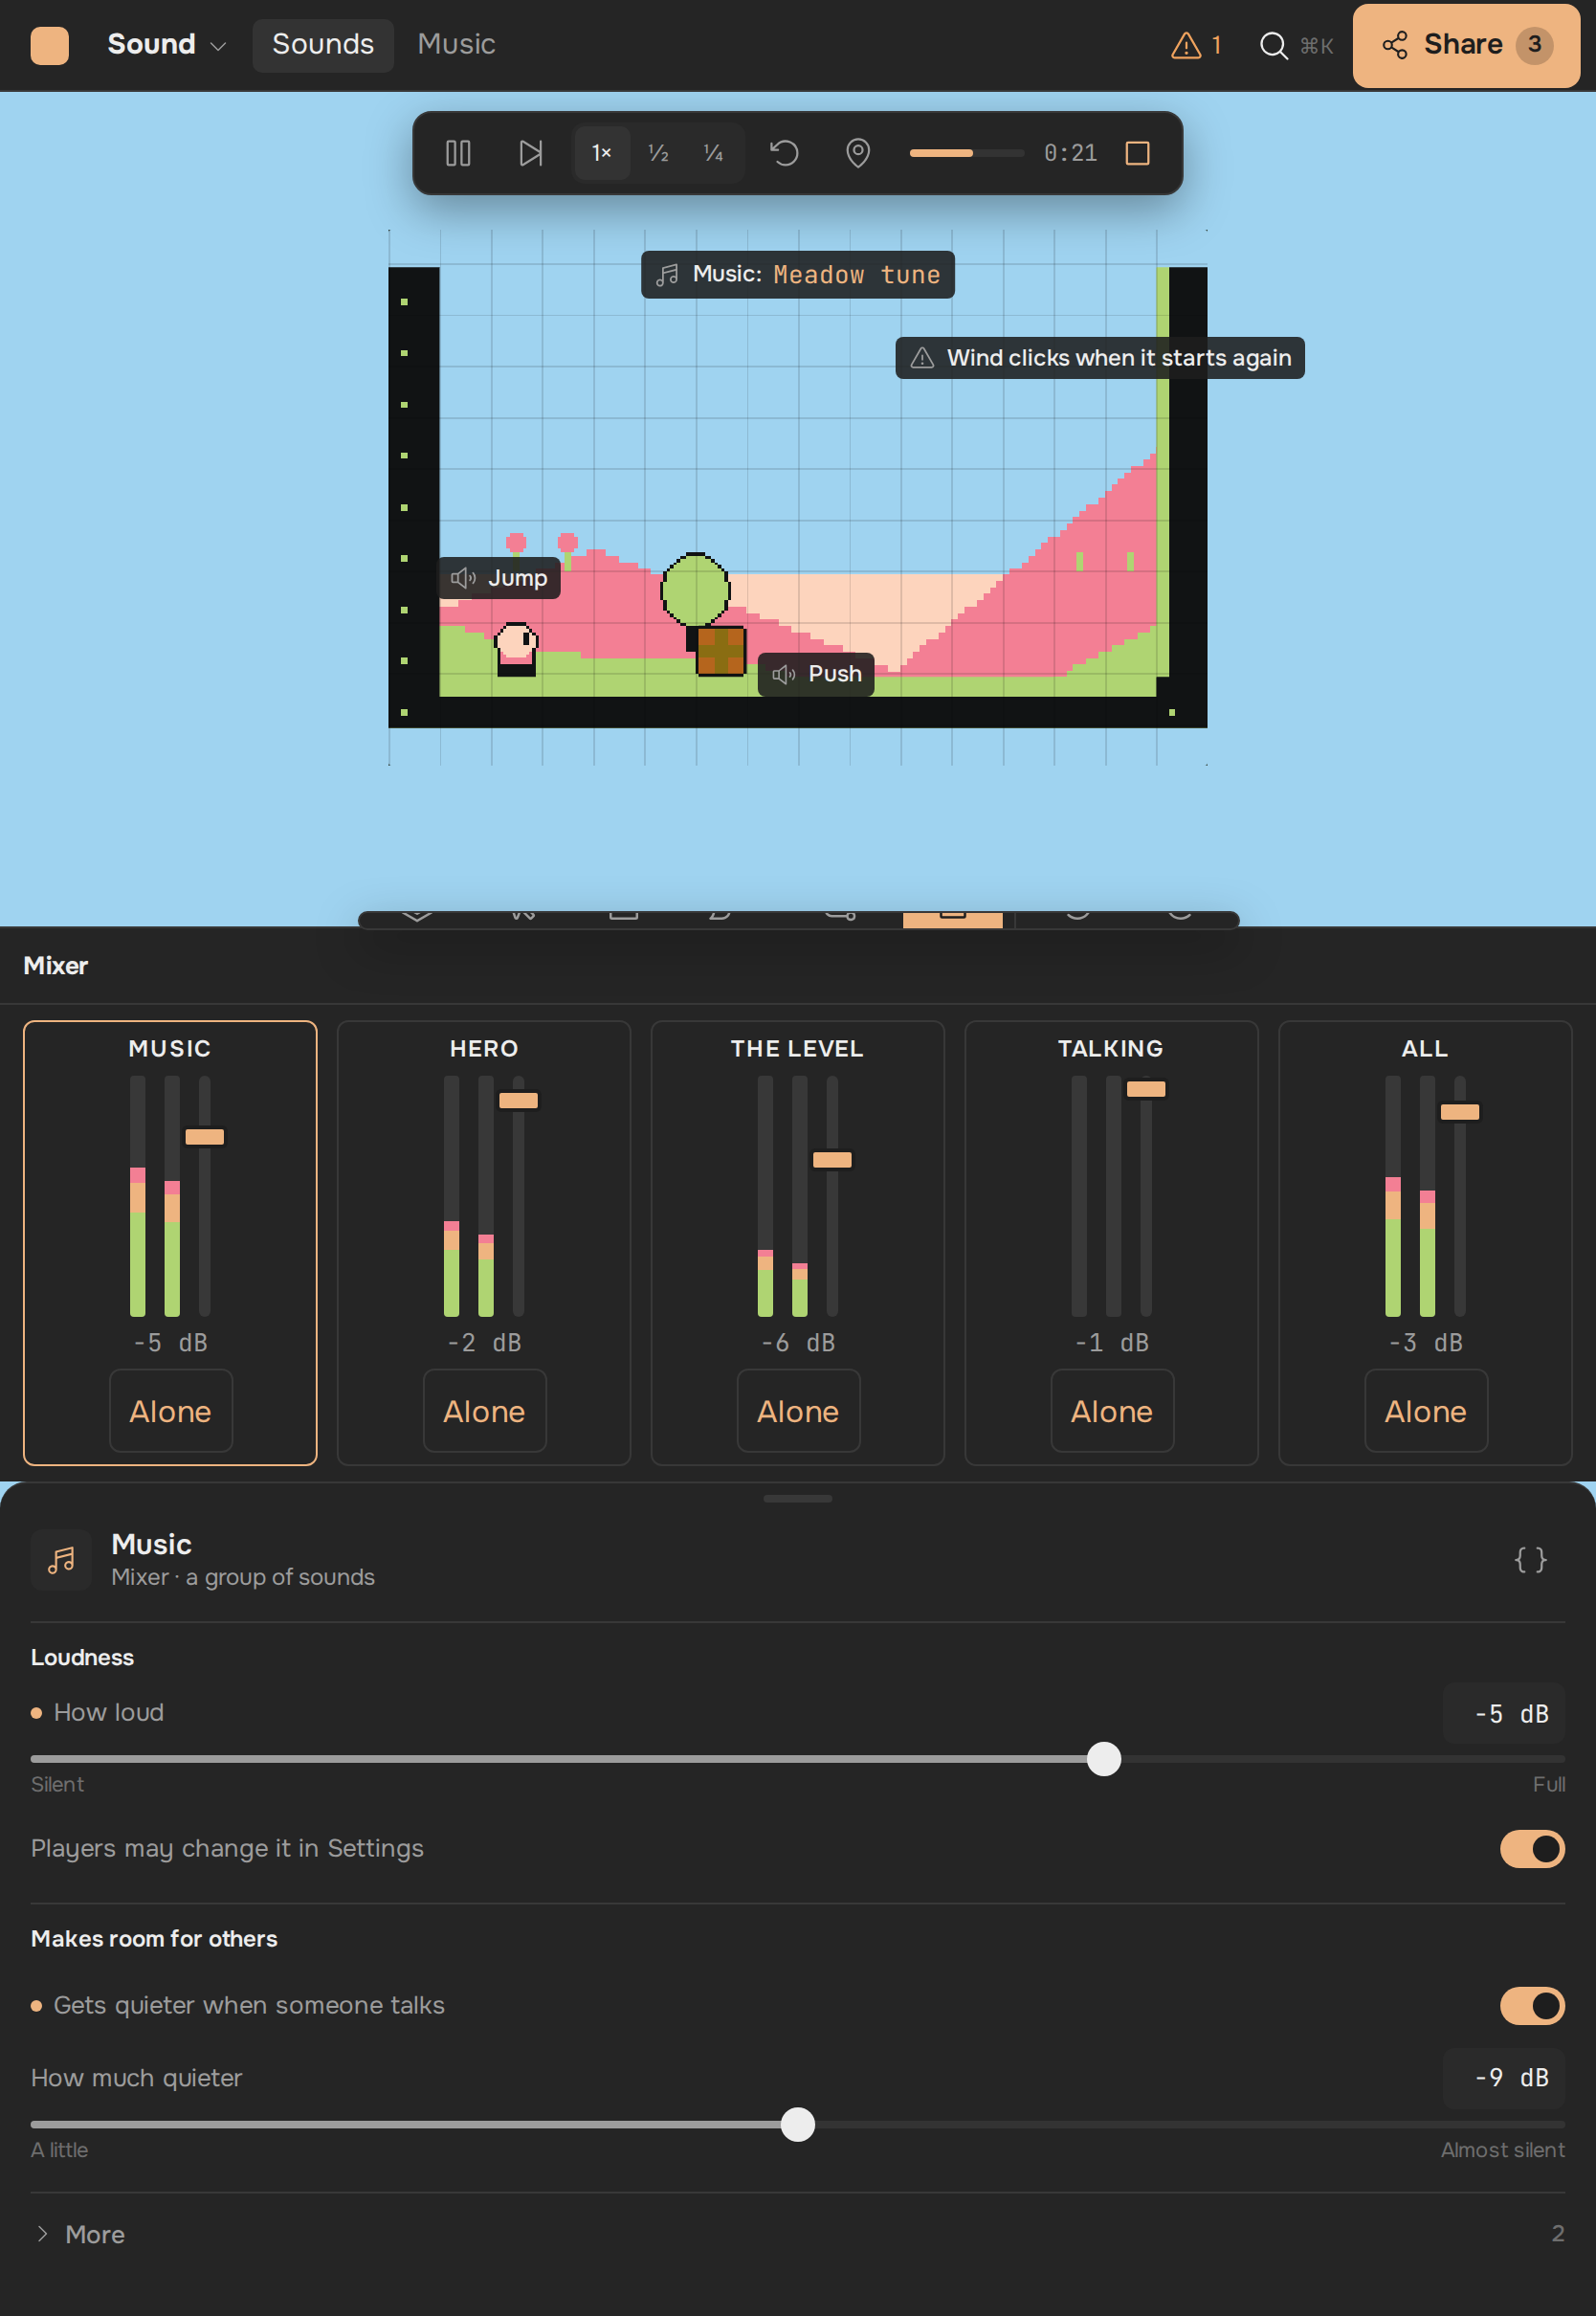 Sound Sounds Music 1 ⌘K Share 3
1× ½ ¼ 0:21
Music: Meadow tune
Wind clicks when it starts again
Jump
Push
Mixer
MUSIC HERO THE LEVEL TALKING ALL
-5 dB -2 dB -6 dB -1 dB -3 dB
Alone Alone Alone Alone Alone
Music
Mixer · a group of sounds
{ }
Loudness
How loud -5 dB
Silent Full
Players may change it in Settings
Makes room for others
Gets quieter when someone talks
How much quieter -9 dB
A little Almost silent
More 2